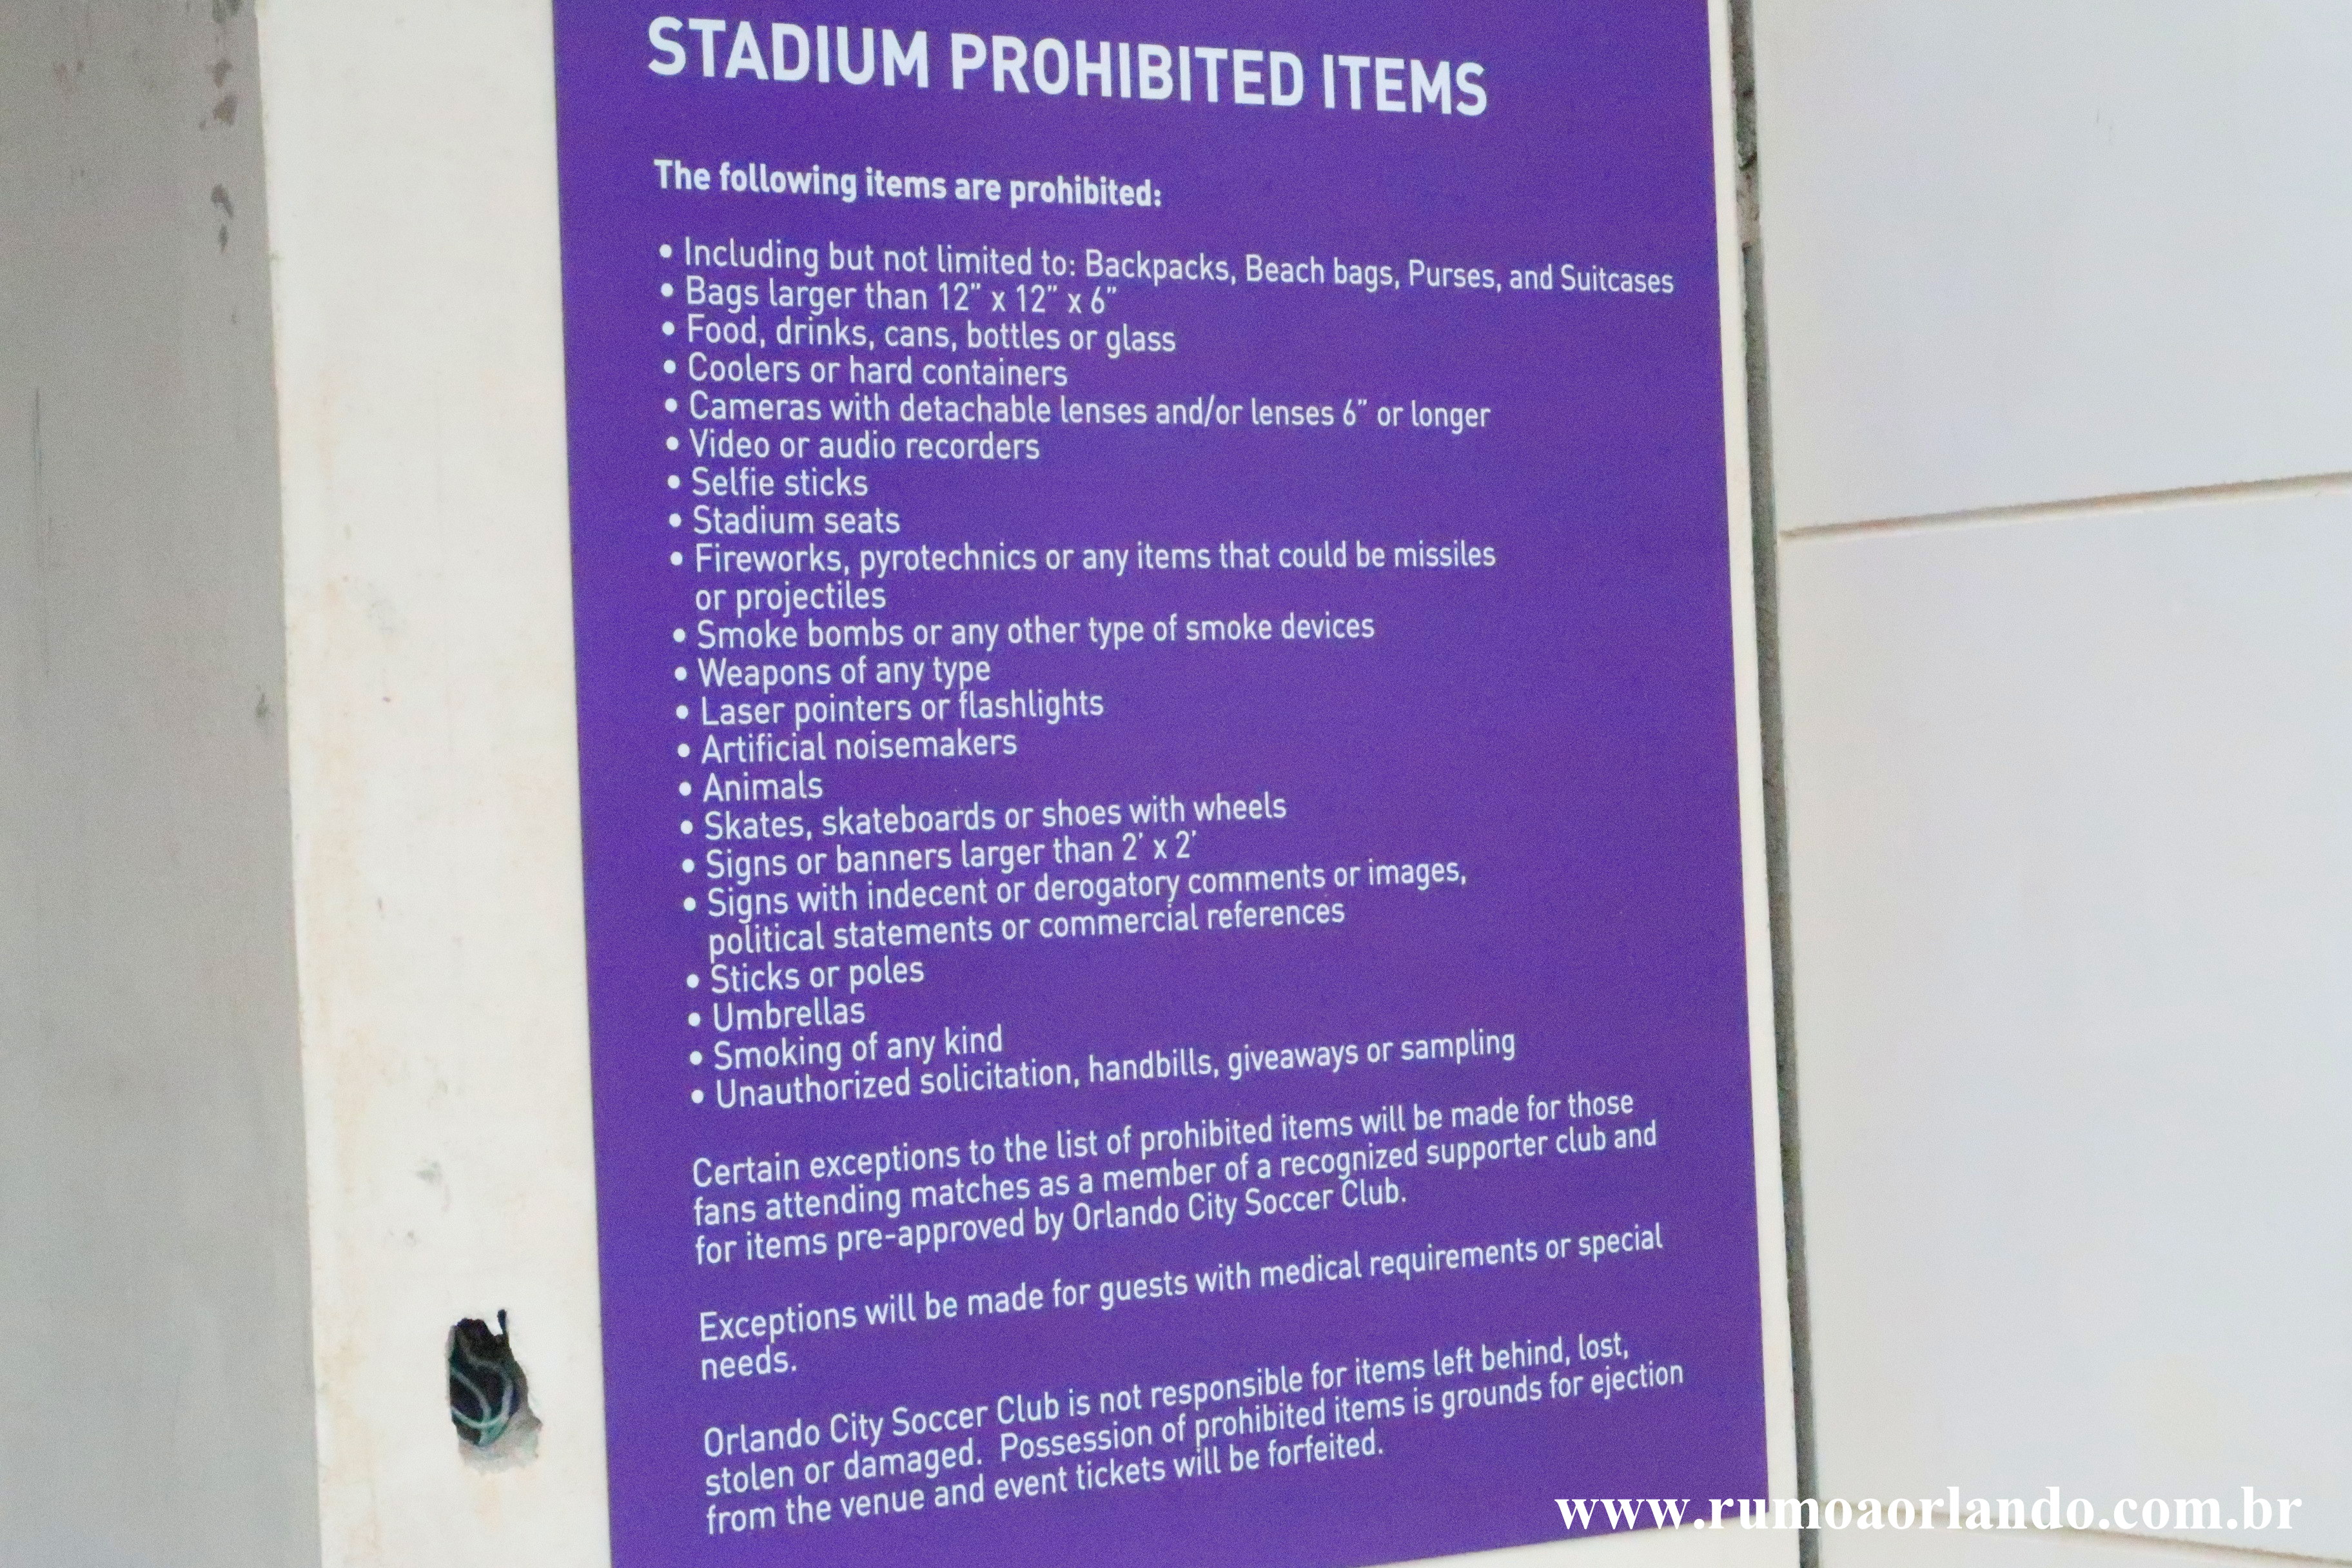 STADIUM PROHIBITED ITEMS
The following items are prohibited:
• Including but not limited to: Backpacks, Beach bags, Purses, and Suitcases
• Bags larger than 12" x 12" x 6"
• Food, drinks, cans, bottles or glass
• Coolers or hard containers
• Cameras with detachable lenses and/or lenses 6" or longer
• Video or audio recorders
• Selfie sticks
• Stadium seats
• Fireworks, pyrotechnics or any items that could be missiles
or projectiles
• Smoke bombs or any other type of smoke devices
• Weapons of any type
• Laser pointers or flashlights
• Artificial noisemakers
• Animals
• Skates, skateboards or shoes with wheels
• Signs or banners larger than 2' x 2'
• Signs with indecent or derogatory comments or images,
political statements or commercial references
• Sticks or poles
• Umbrellas
• Smoking of any kind
• Unauthorized solicitation, handbills, giveaways or sampling
Certain exceptions to the list of prohibited items will be made for those
fans attending matches as a member of a recognized supporter club and
for items pre-approved by Orlando City Soccer Club.
Exceptions will be made for guests with medical requirements or special
needs.
Orlando City Soccer Club is not responsible for items left behind, lost,
stolen or damaged. Possession of prohibited items is grounds for ejection
from the venue and event tickets will be forfeited.
www.rumoaorlando.com.br